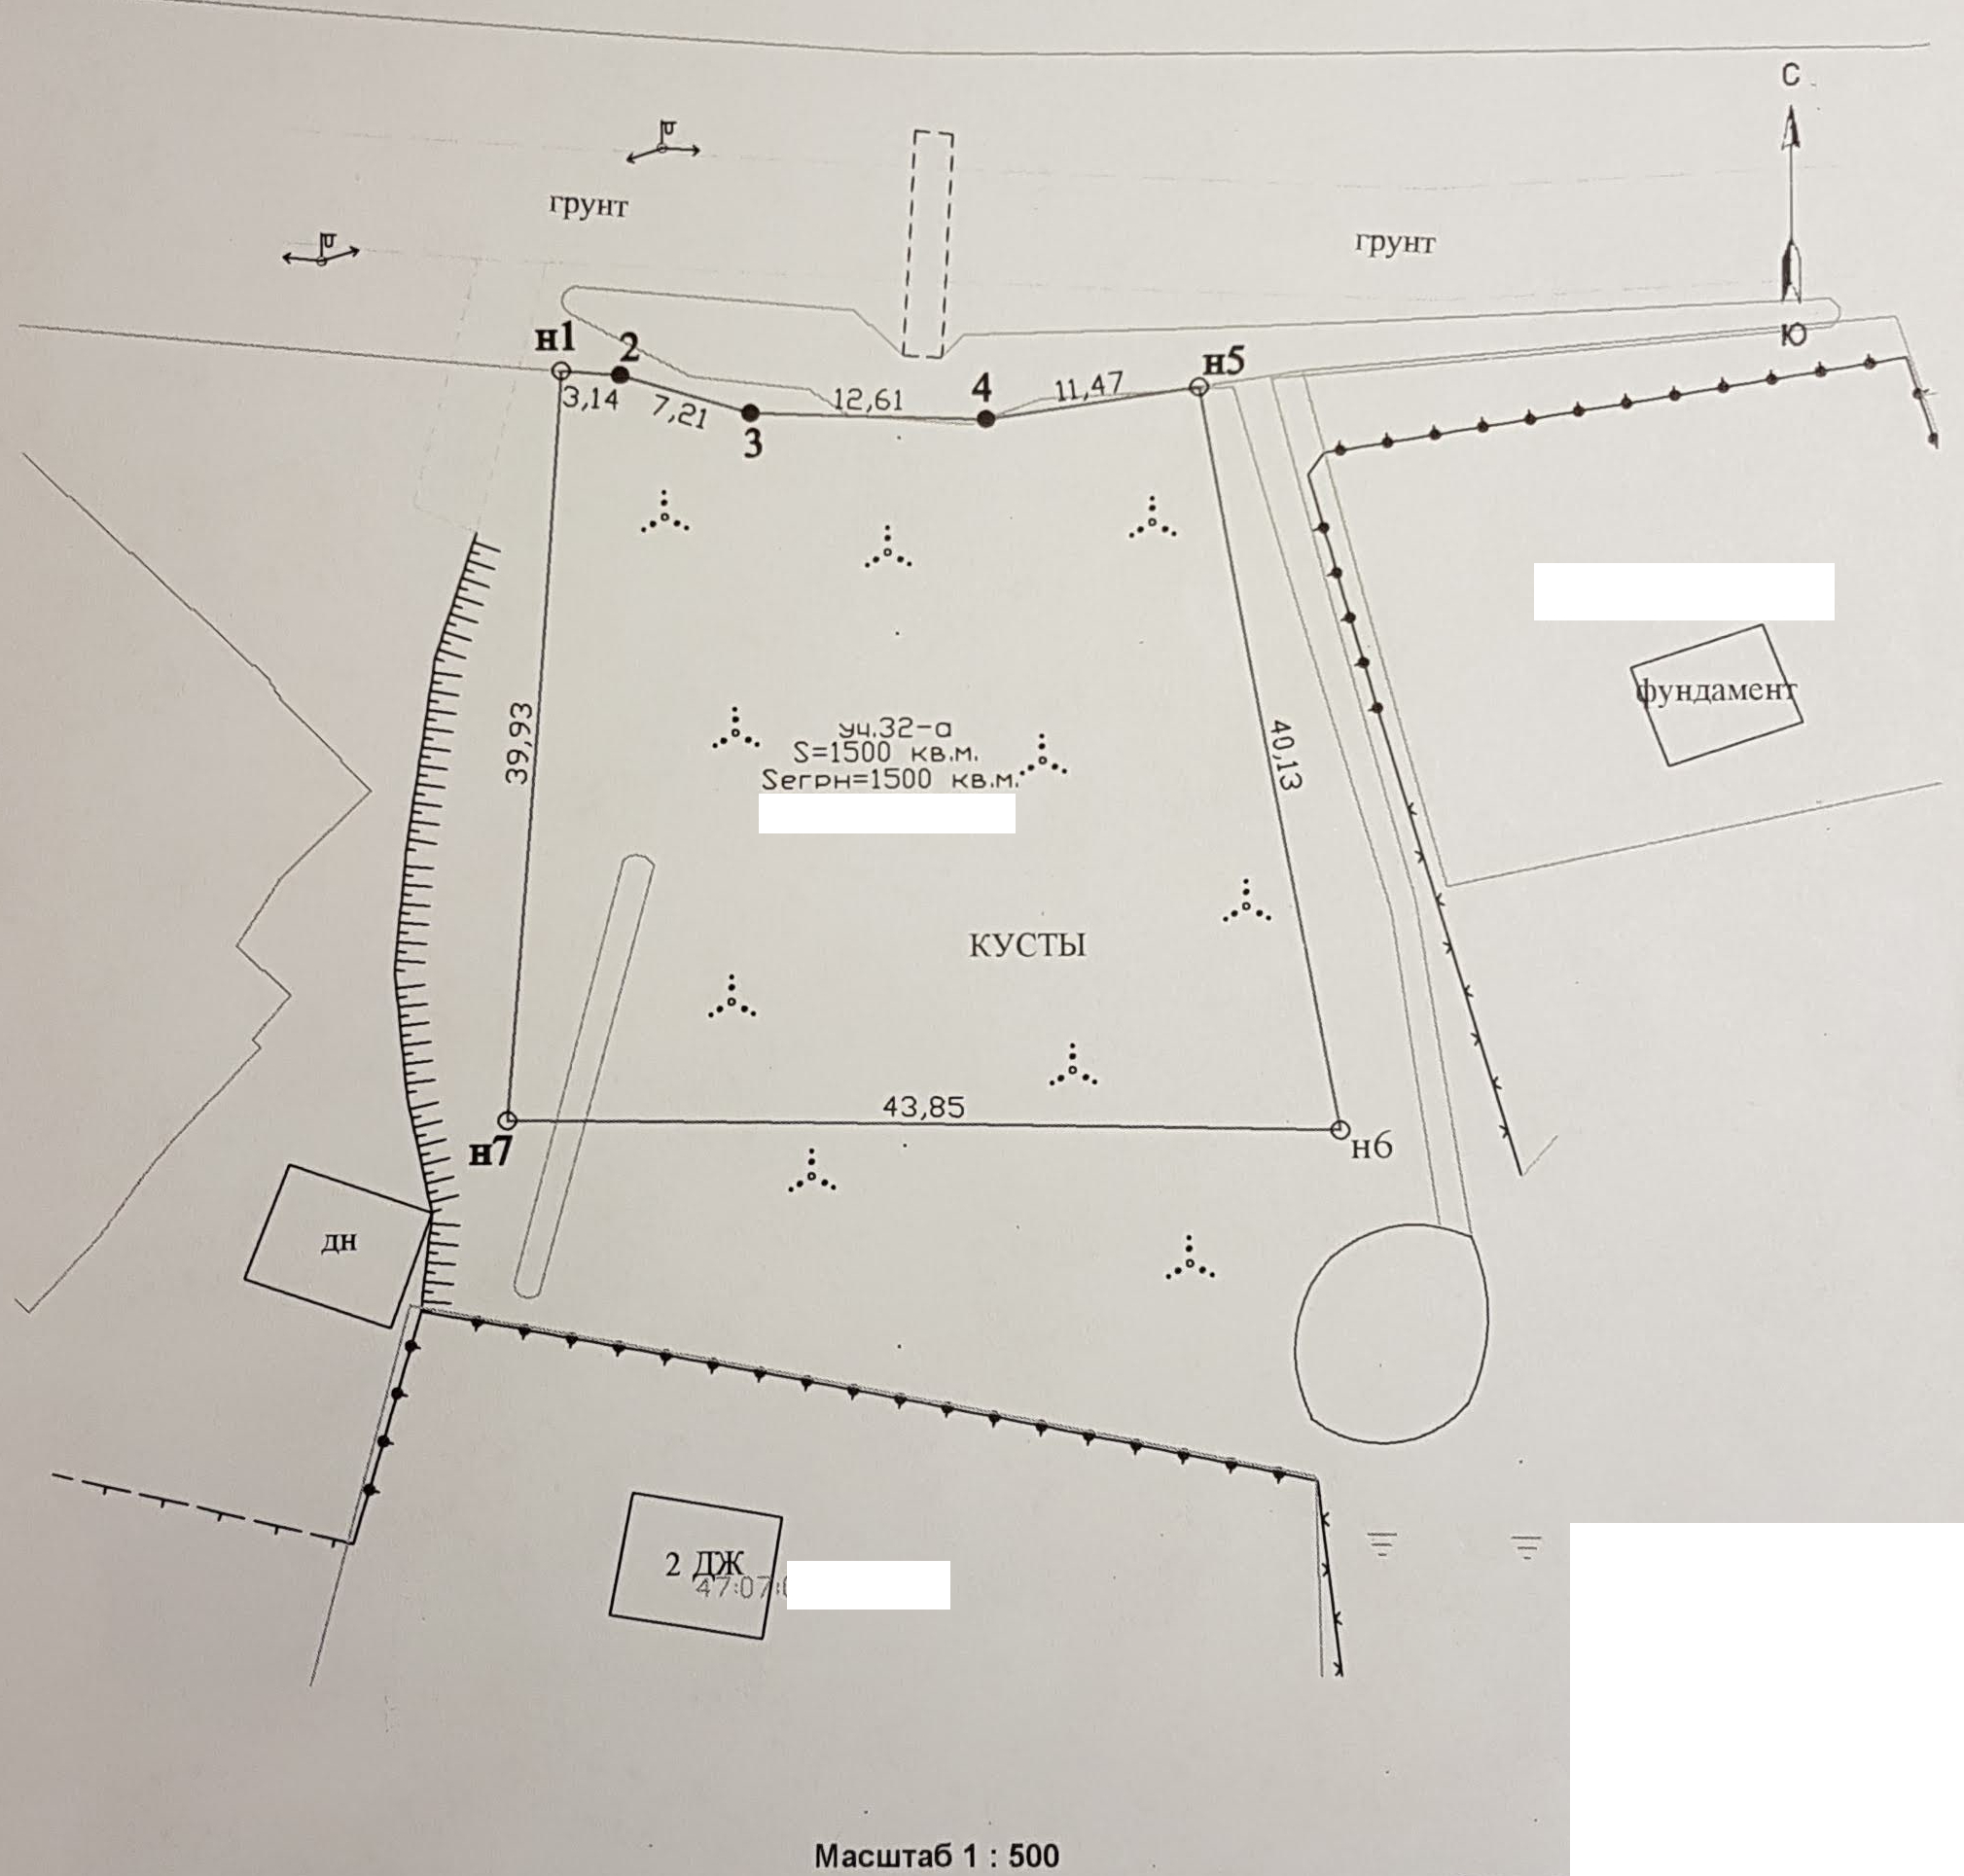 С
грунт
грунт
Ю
н1
2
н5
4
3,14
7,21
12,61
11,47
3
фундамент
39,93
уч.32-а
S=1500 кв.м.
Sегрн=1500 кв.м.
40,13
КУСТЫ
43,85
н7
н6
дн
2 ДЖ
47:07:
Масштаб 1 : 500